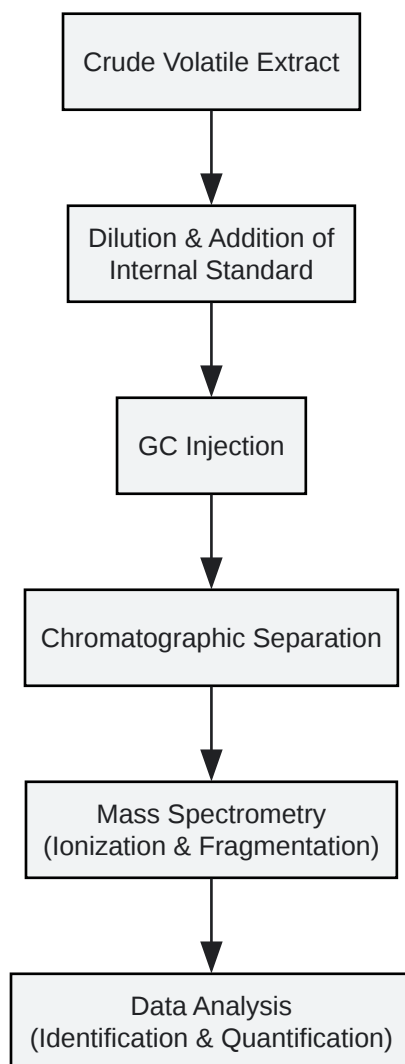 Crude Volatile Extract
Dilution & Addition of
Internal Standard
GC Injection
Chromatographic Separation
Mass Spectrometry
(Ionization & Fragmentation)
Data Analysis
(Identification & Quantification)